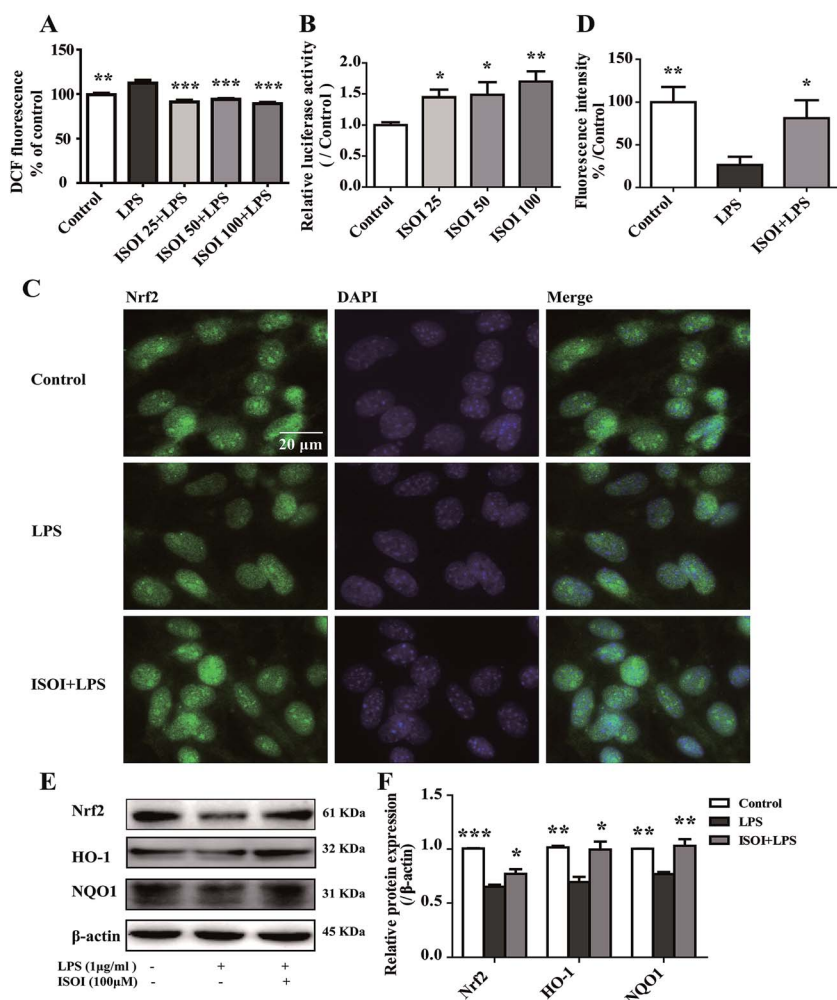 A
DCF fluorescence
% of control
150
100
50
0
**
***
***
***
Control
LPS
ISOI 25+LPS
ISOI 50+LPS
ISOI 100+LPS
B
Relative luciferase activity
( / Control )
2.0
1.5
1.0
0.5
0.0
*
*
**
Control
ISOI 25
ISOI 50
ISOI 100
D
Fluorescence intensity
% /Control
150
100
50
0
**
*
Control
LPS
ISOI+LPS
C
Nrf2 DAPI Merge
Control
20 μm
LPS
ISOI+LPS
E
Nrf2 61 KDa
HO-1 32 KDa
NQO1 31 KDa
β-actin 45 KDa
LPS (1μg/ml ) - + +
ISOI (100μM) - - +
F
Relative protein expression
(/β-actin)
1.5
1.0
0.5
0.0
Control
LPS
ISOI+LPS
***
*
**
*
**
**
Nrf2
HO-1
NQO1